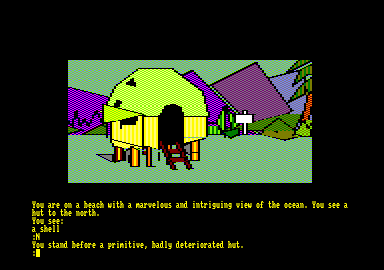 You are on a beach with a marvelous and intriguing view of the ocean. You see a
hut to the north.
You see:
a shell
:N
You stand before a primitive, badly deteriorated hut.
: